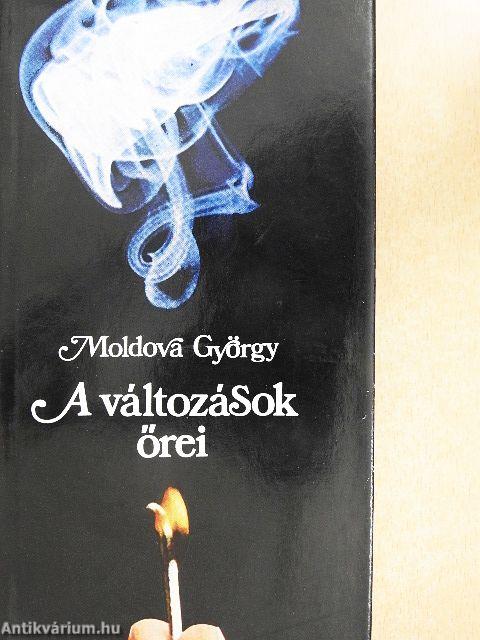 Moldova György
A változások
őrei
Antikvárium.hu